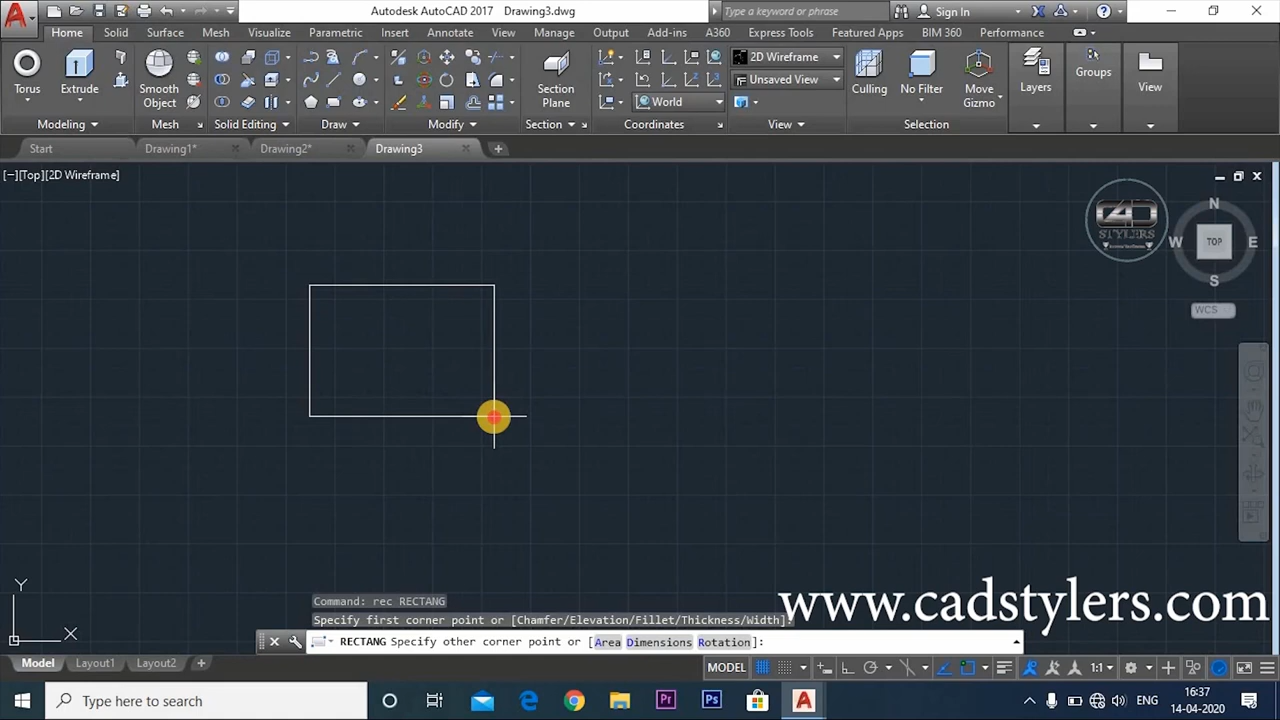 Autodesk AutoCAD 2017 Drawing3.dwg
Type a keyword or phrase
Sign In
Home Solid Surface Mesh Visualize Parametric Insert Annotate View Manage Output Add-ins A360 Express Tools Featured Apps BIM 360 Performance
Torus
Extrude
Smooth Object
Section Plane
World
2D Wireframe
Unsaved View
Culling
No Filter
Move Gizmo
Layers
Groups
View
Modeling Mesh Solid Editing Draw Modify Section Coordinates View Selection
Start Drawing1* Drawing2* Drawing3
[−][Top][2D Wireframe]
STYLERS
N
W TOP E
S
WCS
Y
X
Command: rec RECTANG
Specify first corner point or [Chamfer/Elevation/Fillet/Thickness/Width]:
RECTANG Specify other corner point or [Area Dimensions Rotation]:
www.cadstylers.com
Model Layout1 Layout2 +
MODEL 1:1
Type here to search
Pr Ps
ENG
16:37
14-04-2020